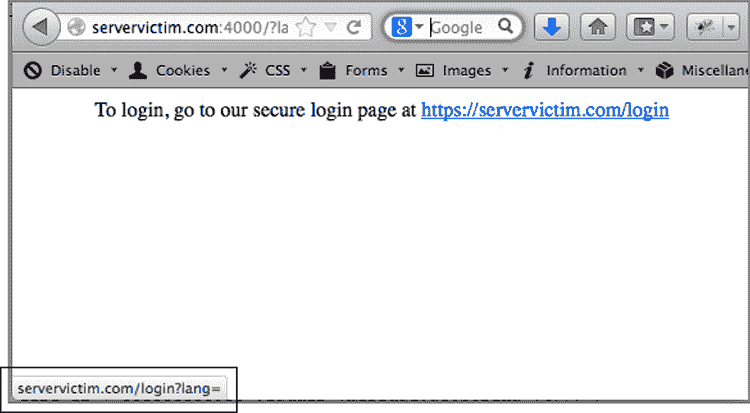 servervictim.com:4000/?la
Google
Disable Cookies CSS Forms Images Information Miscellan
To login, go to our secure login page at https://servervictim.com/login
servervictim.com/login?lang=